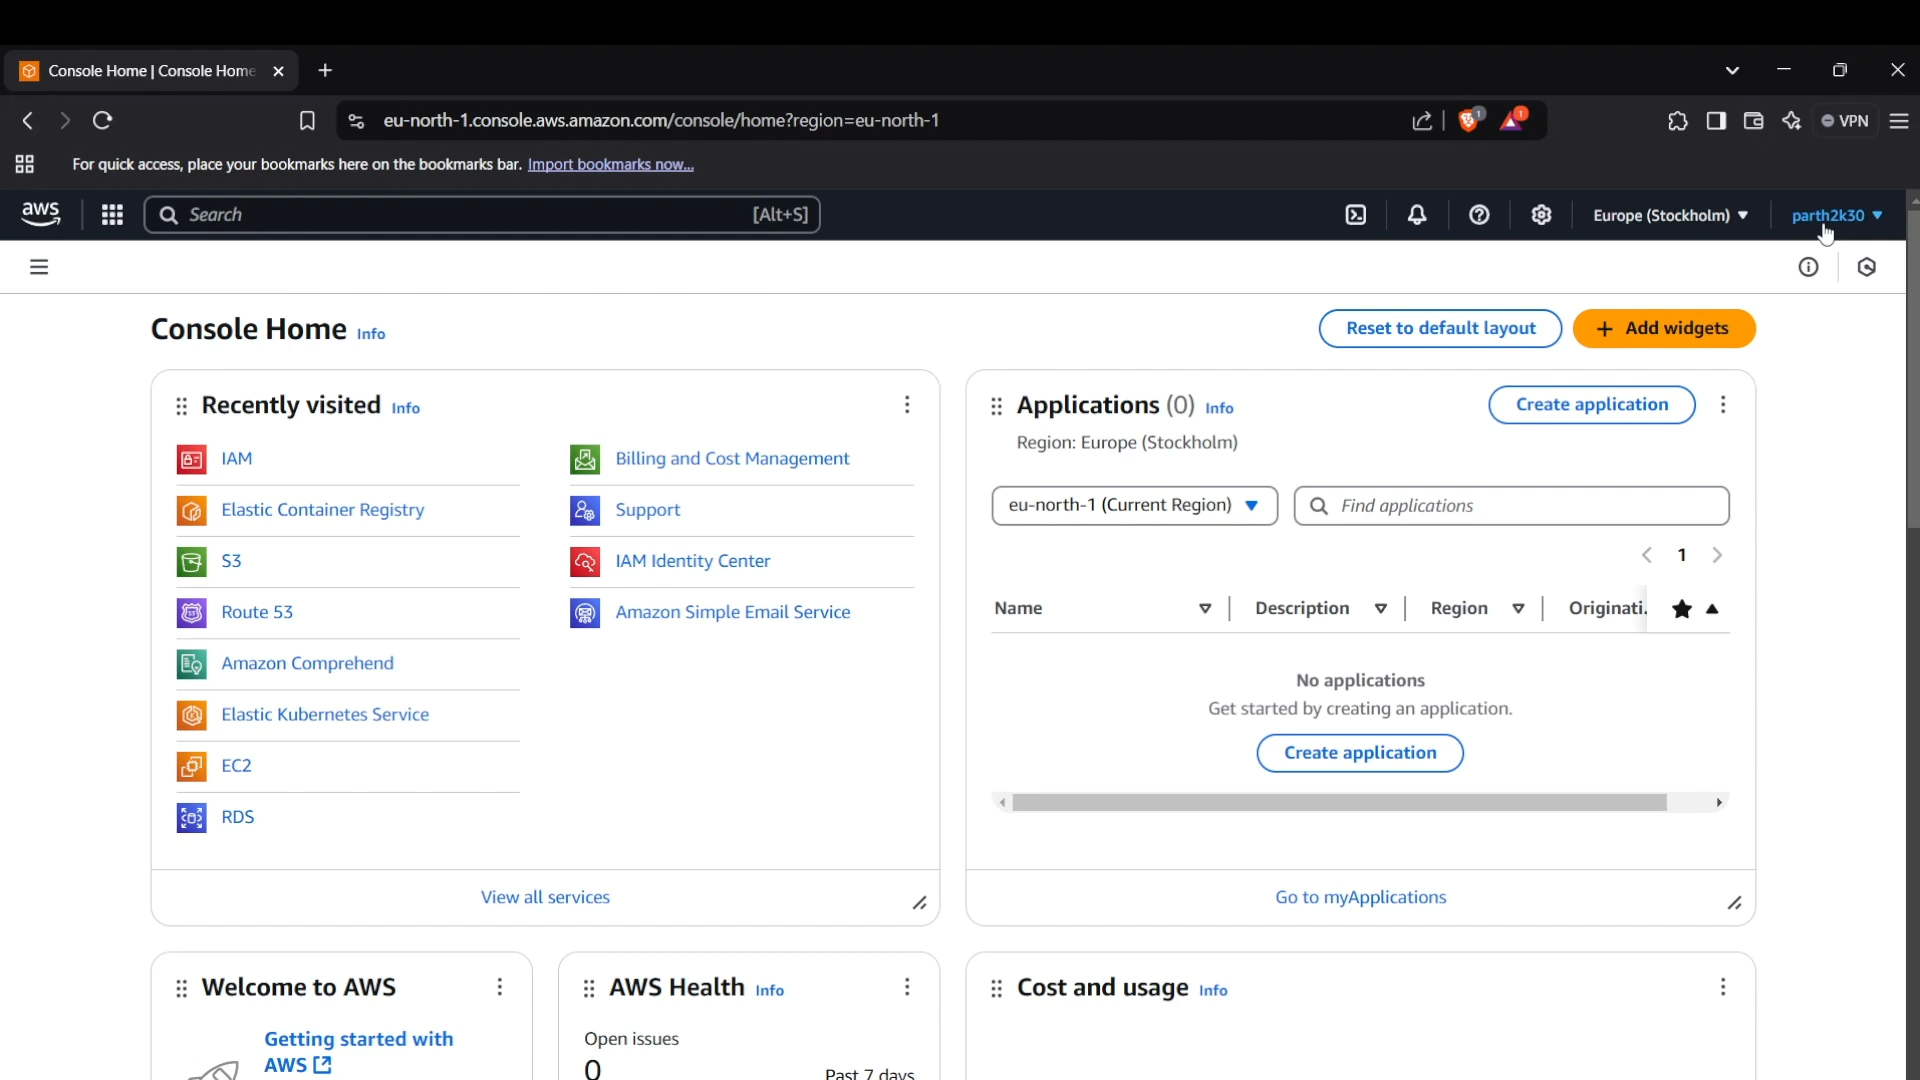 Console Home | Console Home
eu-north-1.console.aws.amazon.com/console/home?region=eu-north-1
1
1
VPN
For quick access, place your bookmarks here on the bookmarks bar. Import bookmarks now...
aws
Search
[Alt+S]
Europe (Stockholm)
parth2k30
Console Home Info
Reset to default layout
+ Add widgets
Recently visited Info
IAM
Elastic Container Registry
S3
Route 53
Amazon Comprehend
Elastic Kubernetes Service
EC2
RDS
Billing and Cost Management
Support
IAM Identity Center
Amazon Simple Email Service
View all services
Applications (0) Info
Create application
Region: Europe (Stockholm)
eu-north-1 (Current Region)
Find applications
1
Name
Description
Region
Originati.
No applications
Get started by creating an application.
Create application
Go to myApplications
Welcome to AWS
Getting started with
AWS
AWS Health Info
Open issues
0
Past 7 days
Cost and usage Info